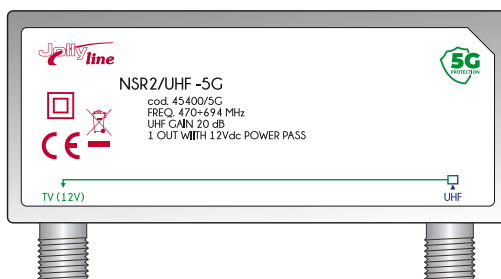 Jolly line
5G
PROTECTION
NSR2/UHF -5G
cod. 45400/5G
FREQ. 470÷694 MHz
UHF GAIN 20 dB
1 OUT WIITH 12Vdc POWER PASS
CE
TV (12V)
UHF